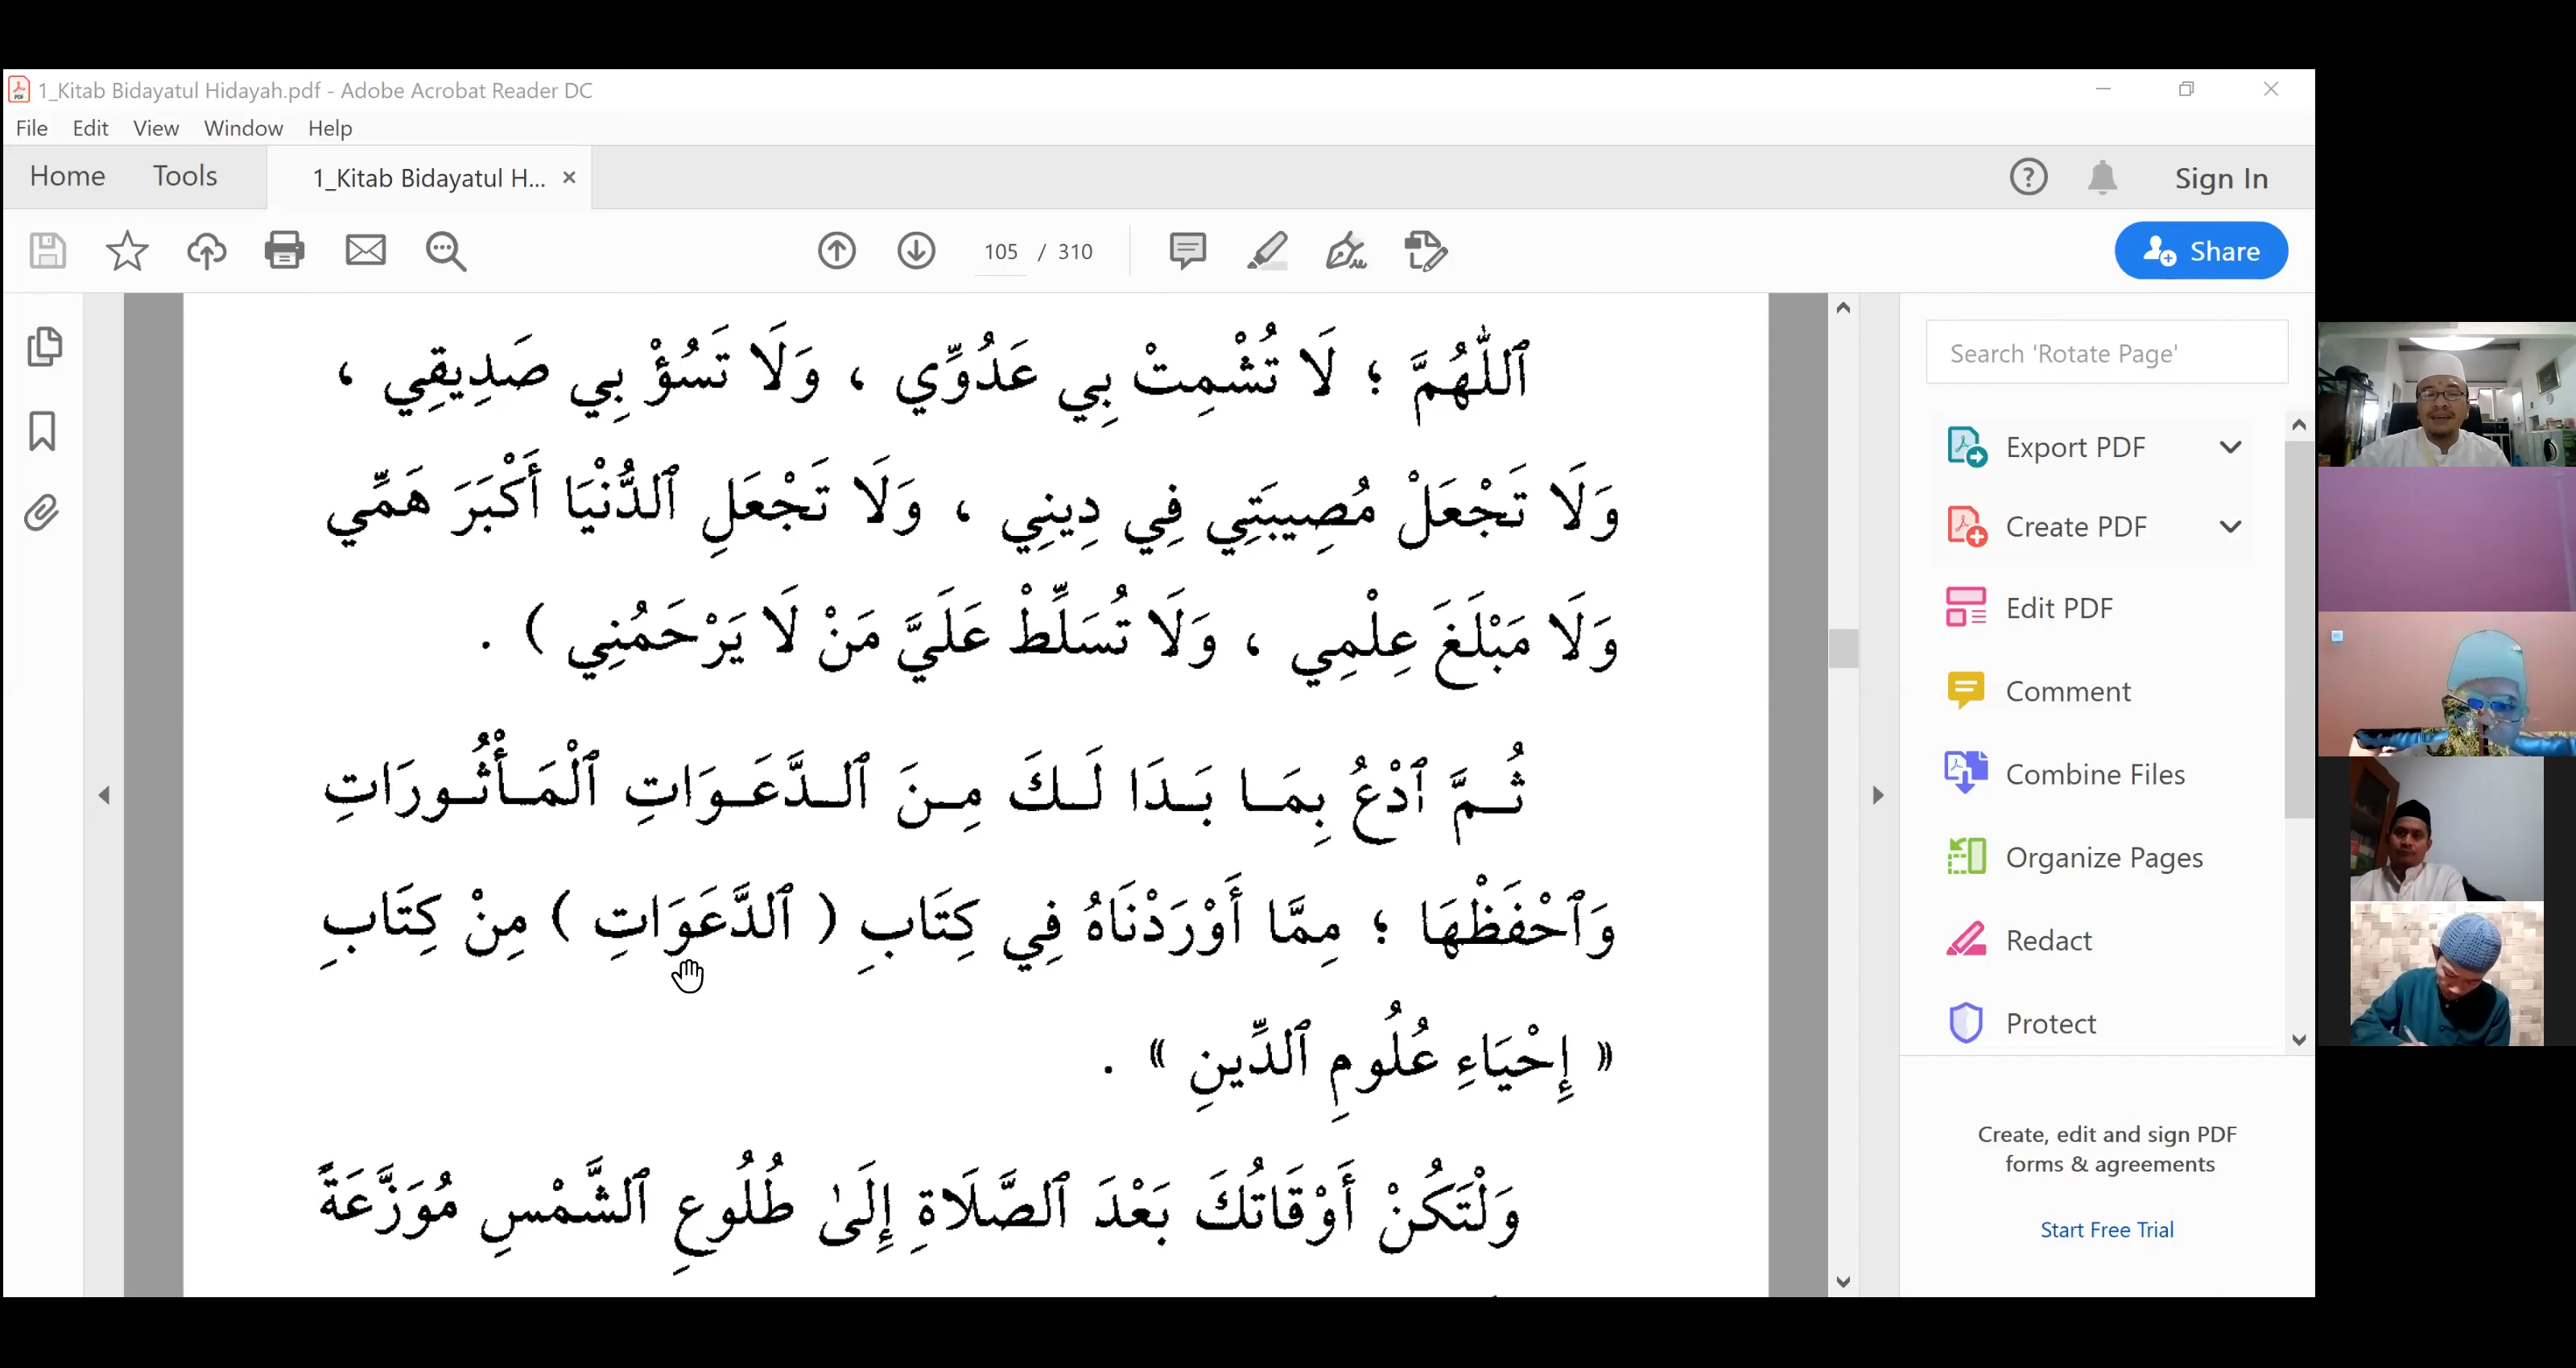 1_Kitab Bidayatul Hidayah.pdf - Adobe Acrobat Reader DC
File Edit View Window Help
Home Tools 1_Kitab Bidayatul H... Sign In
105 / 310 Share
ٱللّٰهُمَّ ؛ لَا تُشْمِتْ بِي عَدُوِّي ، وَلَا تَسُؤْ بِي صَدِيقِي ،
وَلَا تَجْعَلْ مُصِيبَتِي فِي دِينِي ، وَلَا تَجْعَلِ ٱلدُّنْيَا أَكْبَرَ هَمِّي
وَلَا مَبْلَغَ عِلْمِي ، وَلَا تُسَلِّطْ عَلَيَّ مَنْ لَا يَرْحَمُنِي ) .
ثُمَّ ٱدْعُ بِمَا بَدَا لَكَ مِنَ ٱلدَّعَوَاتِ ٱلْمَأْثُورَاتِ
وَٱحْفَظْهَا ؛ مِمَّا أَوْرَدْنَاهُ فِي كِتَابِ ( ٱلدَّعَوَاتِ ) مِنْ كِتَابِ
« إِحْيَاءِ عُلُومِ ٱلدِّينِ » .
وَلْتَكُنْ أَوْقَاتُكَ بَعْدَ ٱلصَّلَاةِ إِلَىٰ طُلُوعِ ٱلشَّمْسِ مُوَزَّعَةً
Search 'Rotate Page'
Export PDF
Create PDF
Edit PDF
Comment
Combine Files
Organize Pages
Redact
Protect
Create, edit and sign PDF
forms & agreements
Start Free Trial